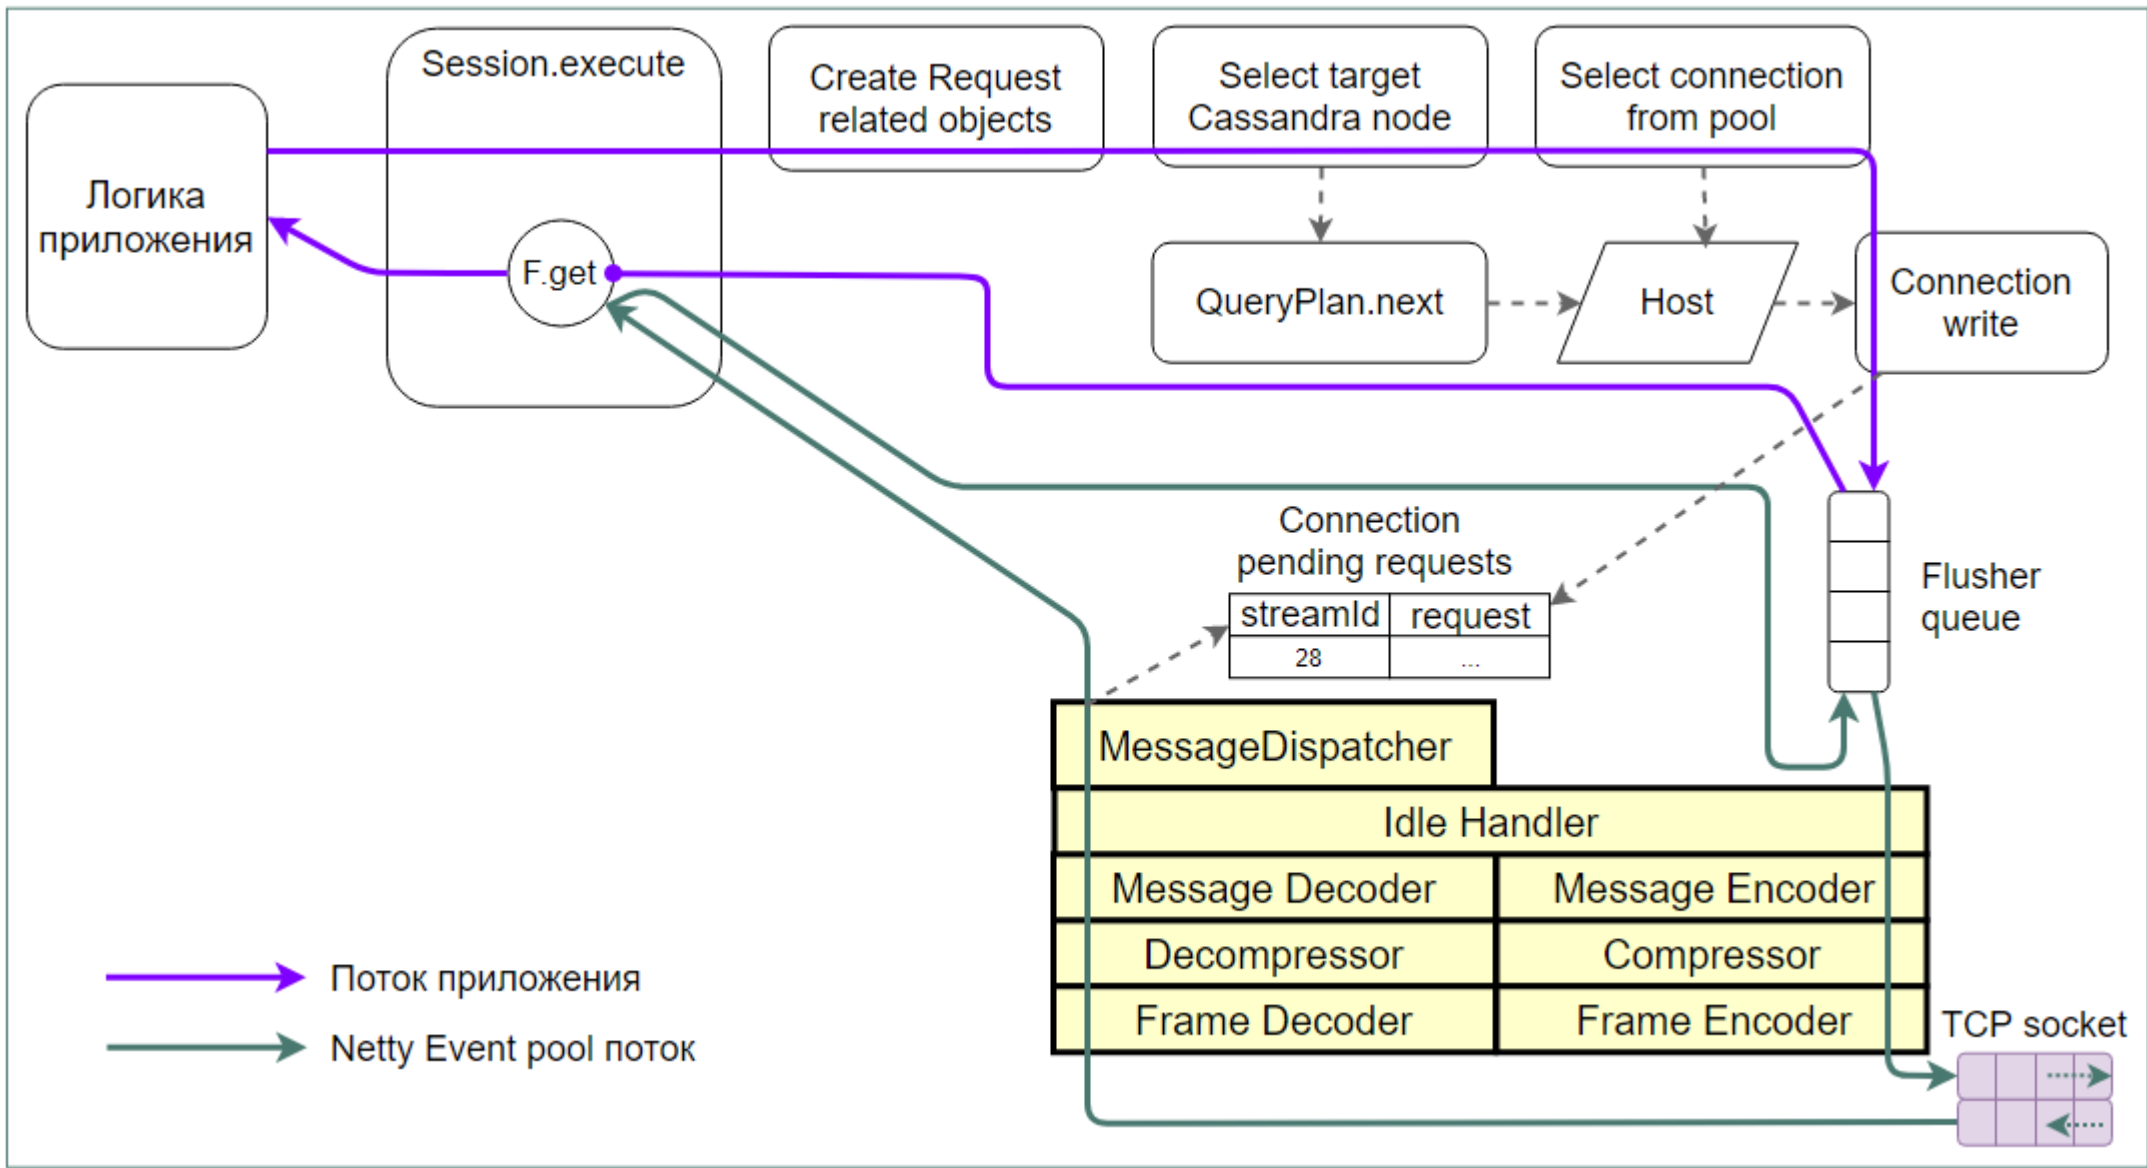 Session.execute
Create Request
related objects
Select target
Cassandra node
Select connection
from pool
Логика
приложения
F.get
QueryPlan.next
Host
Connection
write
Connection
pending requests
streamId request
28 ...
Flusher
queue
MessageDispatcher
Idle Handler
Message Decoder Message Encoder
Decompressor Compressor
Frame Decoder Frame Encoder
TCP socket
Поток приложения
Netty Event pool поток